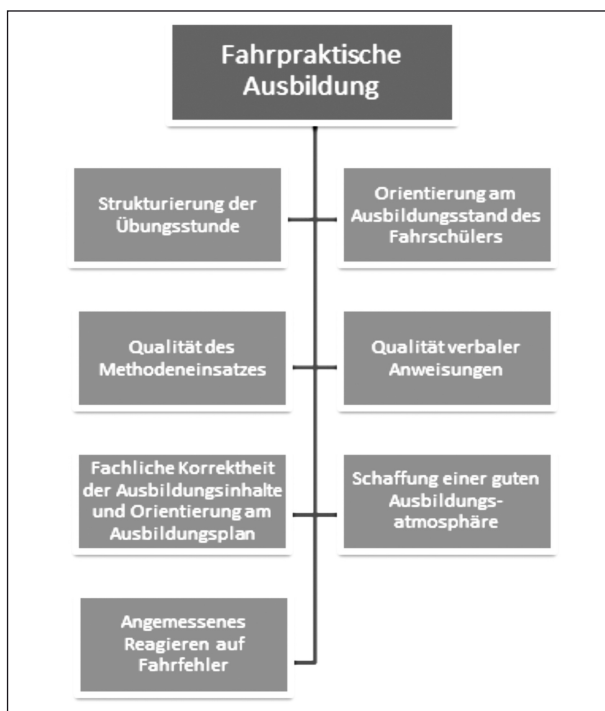 Fahrpraktische
Ausbildung
Strukturierung der
Übungsstunde
Orientierung am
Ausbildungsstand des
Fahrschülers
Qualität des
Methodeneinsatzes
Qualität verbaler
Anweisungen
Fachliche Korrektheit
der Ausbildungsinhalte
und Orientierung am
Ausbildungsplan
Schaffung einer guten
Ausbildungs-
atmosphäre
Angemessenes
Reagieren auf
Fahrfehler